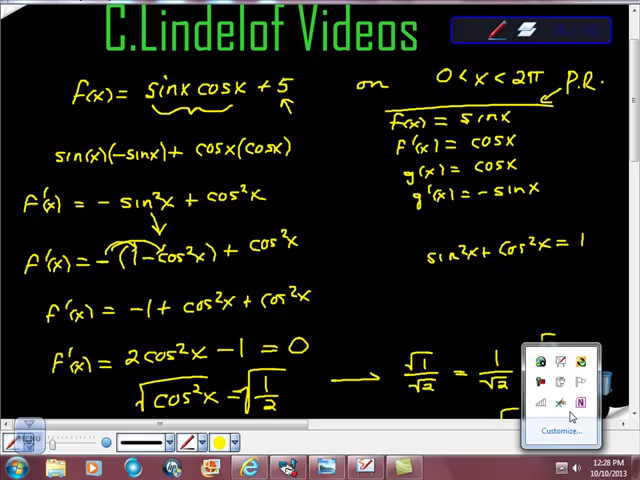 C.Lindelof Videos
f(x) = sinx cosx + 5 on 0 < x < 2π
P.R.
sin(x)(-sinx) + cosx(cosx)
f'(x) = - sin²x + cos²x
f'(x) = - (1 - cos²x) + cos²x
f'(x) = -1 + cos²x + cos²x
f'(x) = 2cos²x - 1 = 0
√cos²x = √1/2 → √1/√2 = 1/√2
f(x) = sinx
f'(x) = cosx
g(x) = cosx
g'(x) = - sinx
sin²x + cos²x = 1
Customize...
MENU
12:28 PM
10/10/2013